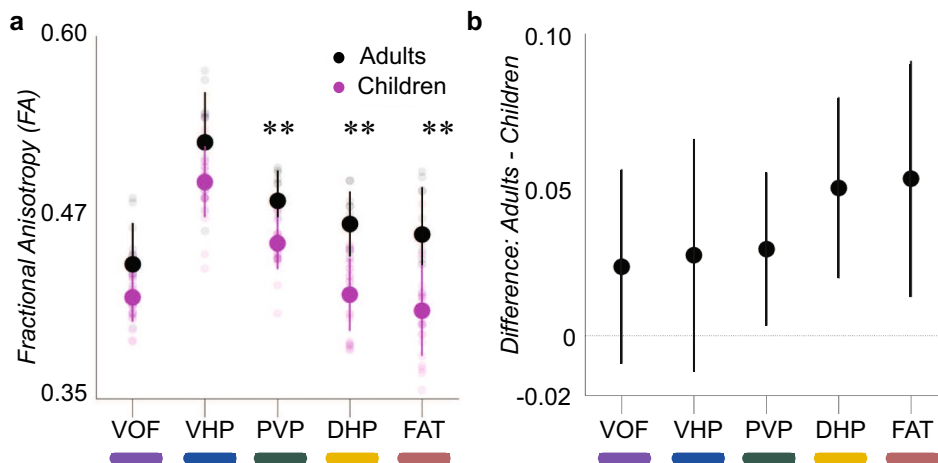 a
Fractional Anisotropy (FA)
0.60
0.47
0.35
Adults
Children
** ** **
VOF VHP PVP DHP FAT
b
Difference: Adults - Children
0.10
0.05
0
-0.02
VOF VHP PVP DHP FAT